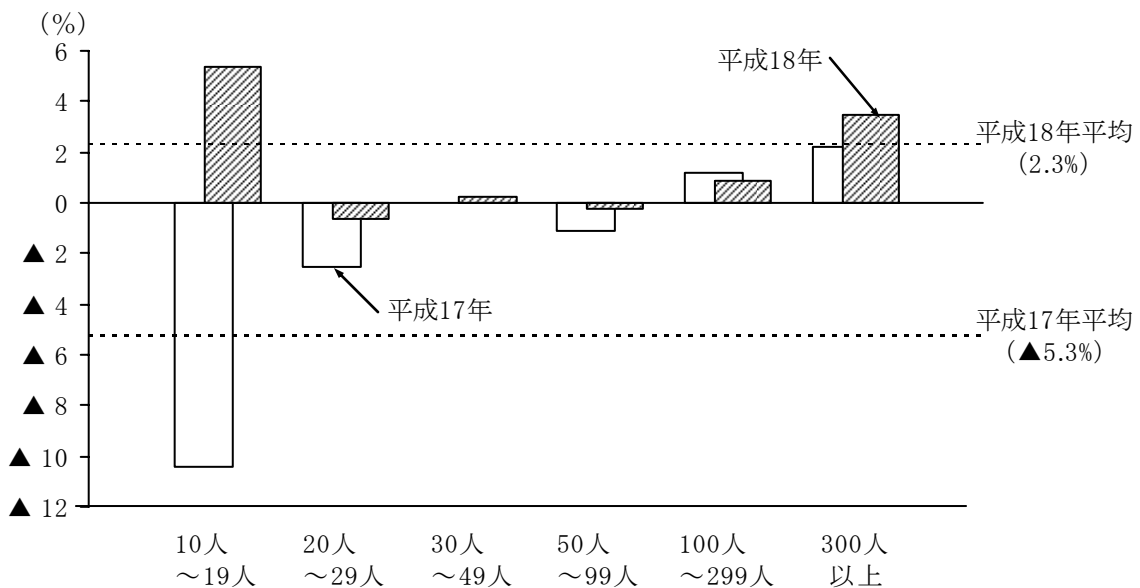 (%)
6
4
2
0
▲ 2
▲ 4
▲ 6
▲ 8
▲ 10
▲ 12
平成18年
平成17年
平成18年平均
(2.3%)
平成17年平均
(▲5.3%)
10人 20人 30人 50人 100人 300人
～19人 ～29人 ～49人 ～99人 ～299人 以上